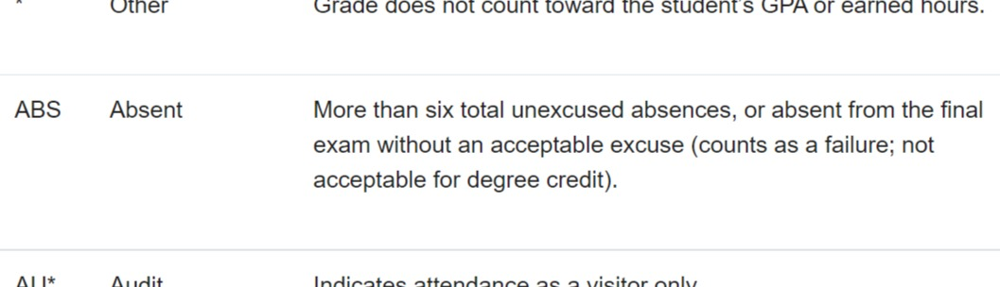 * Other Grade does not count toward the student's GPA or earned hours.
ABS Absent More than six total unexcused absences, or absent from the final
exam without an acceptable excuse (counts as a failure; not
acceptable for degree credit).
AU* Audit Indicates attendance as a visitor only